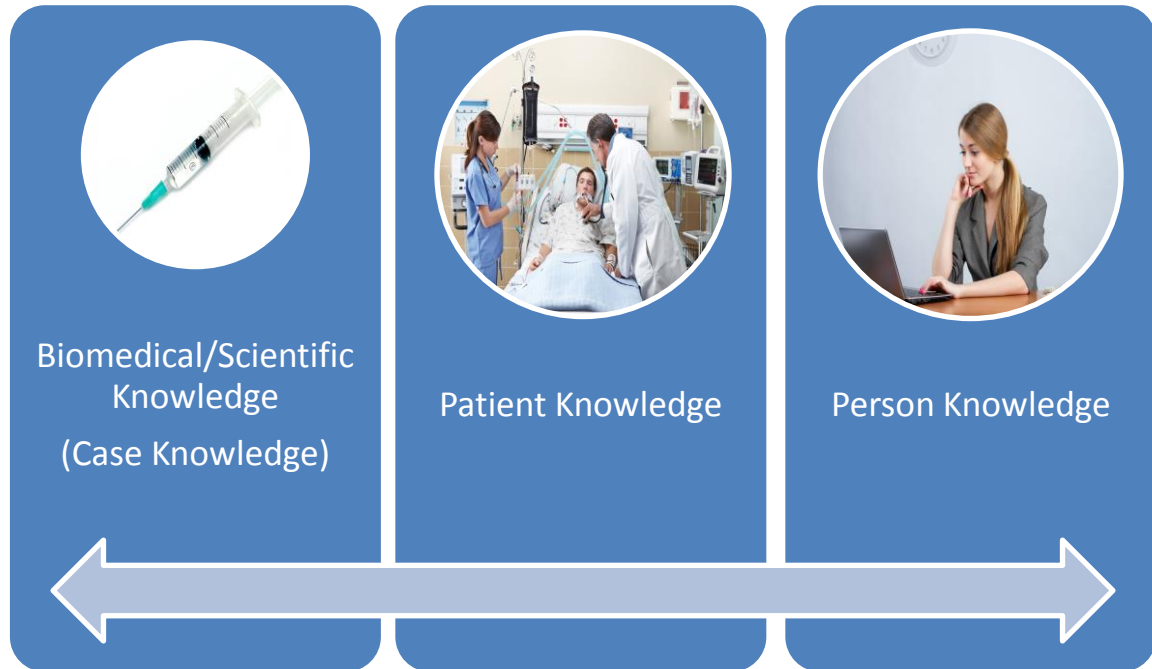 Biomedical/Scientific
Knowledge
(Case Knowledge)
Patient Knowledge
Person Knowledge